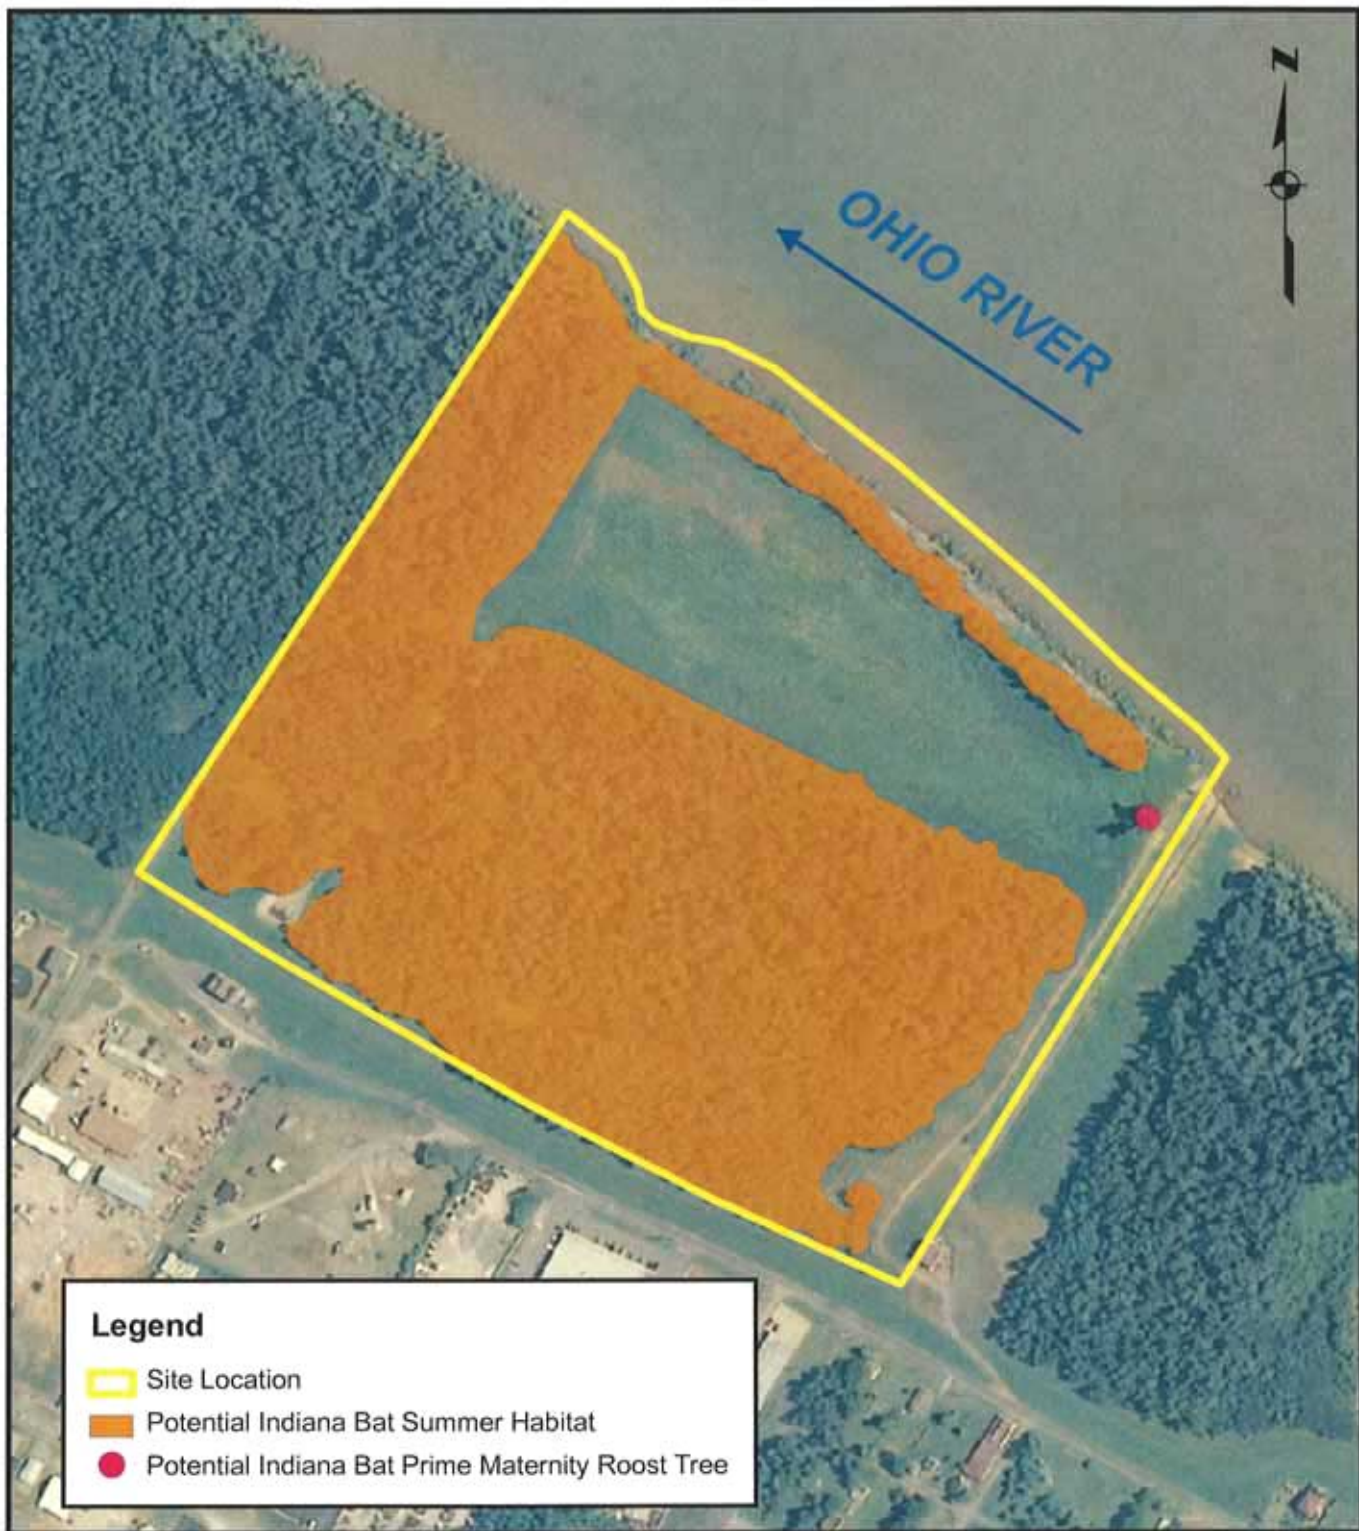 N
OHIO RIVER
Legend
Site Location
Potential Indiana Bat Summer Habitat
Potential Indiana Bat Prime Maternity Roost Tree